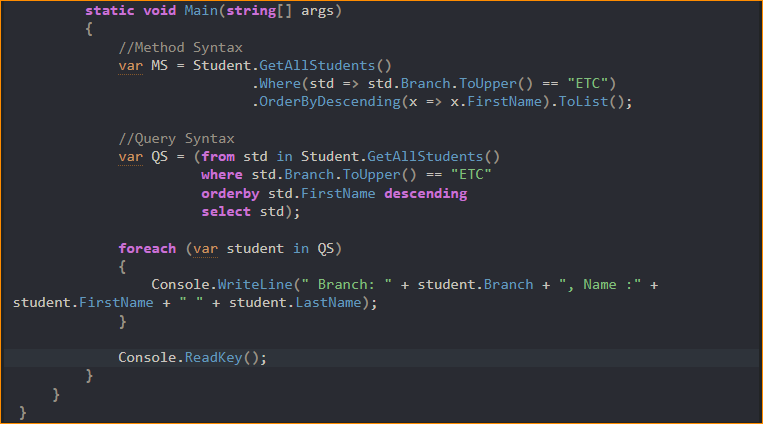 static void Main(string[] args)
{
//Method Syntax
var MS = Student.GetAllStudents()
.Where(std => std.Branch.ToUpper() == "ETC")
.OrderByDescending(x => x.FirstName).ToList();
//Query Syntax
var QS = (from std in Student.GetAllStudents()
where std.Branch.ToUpper() == "ETC"
orderby std.FirstName descending
select std);
foreach (var student in QS)
{
Console.WriteLine(" Branch: " + student.Branch + ", Name :" +
student.FirstName + " " + student.LastName);
}
Console.ReadKey();
}
}
}